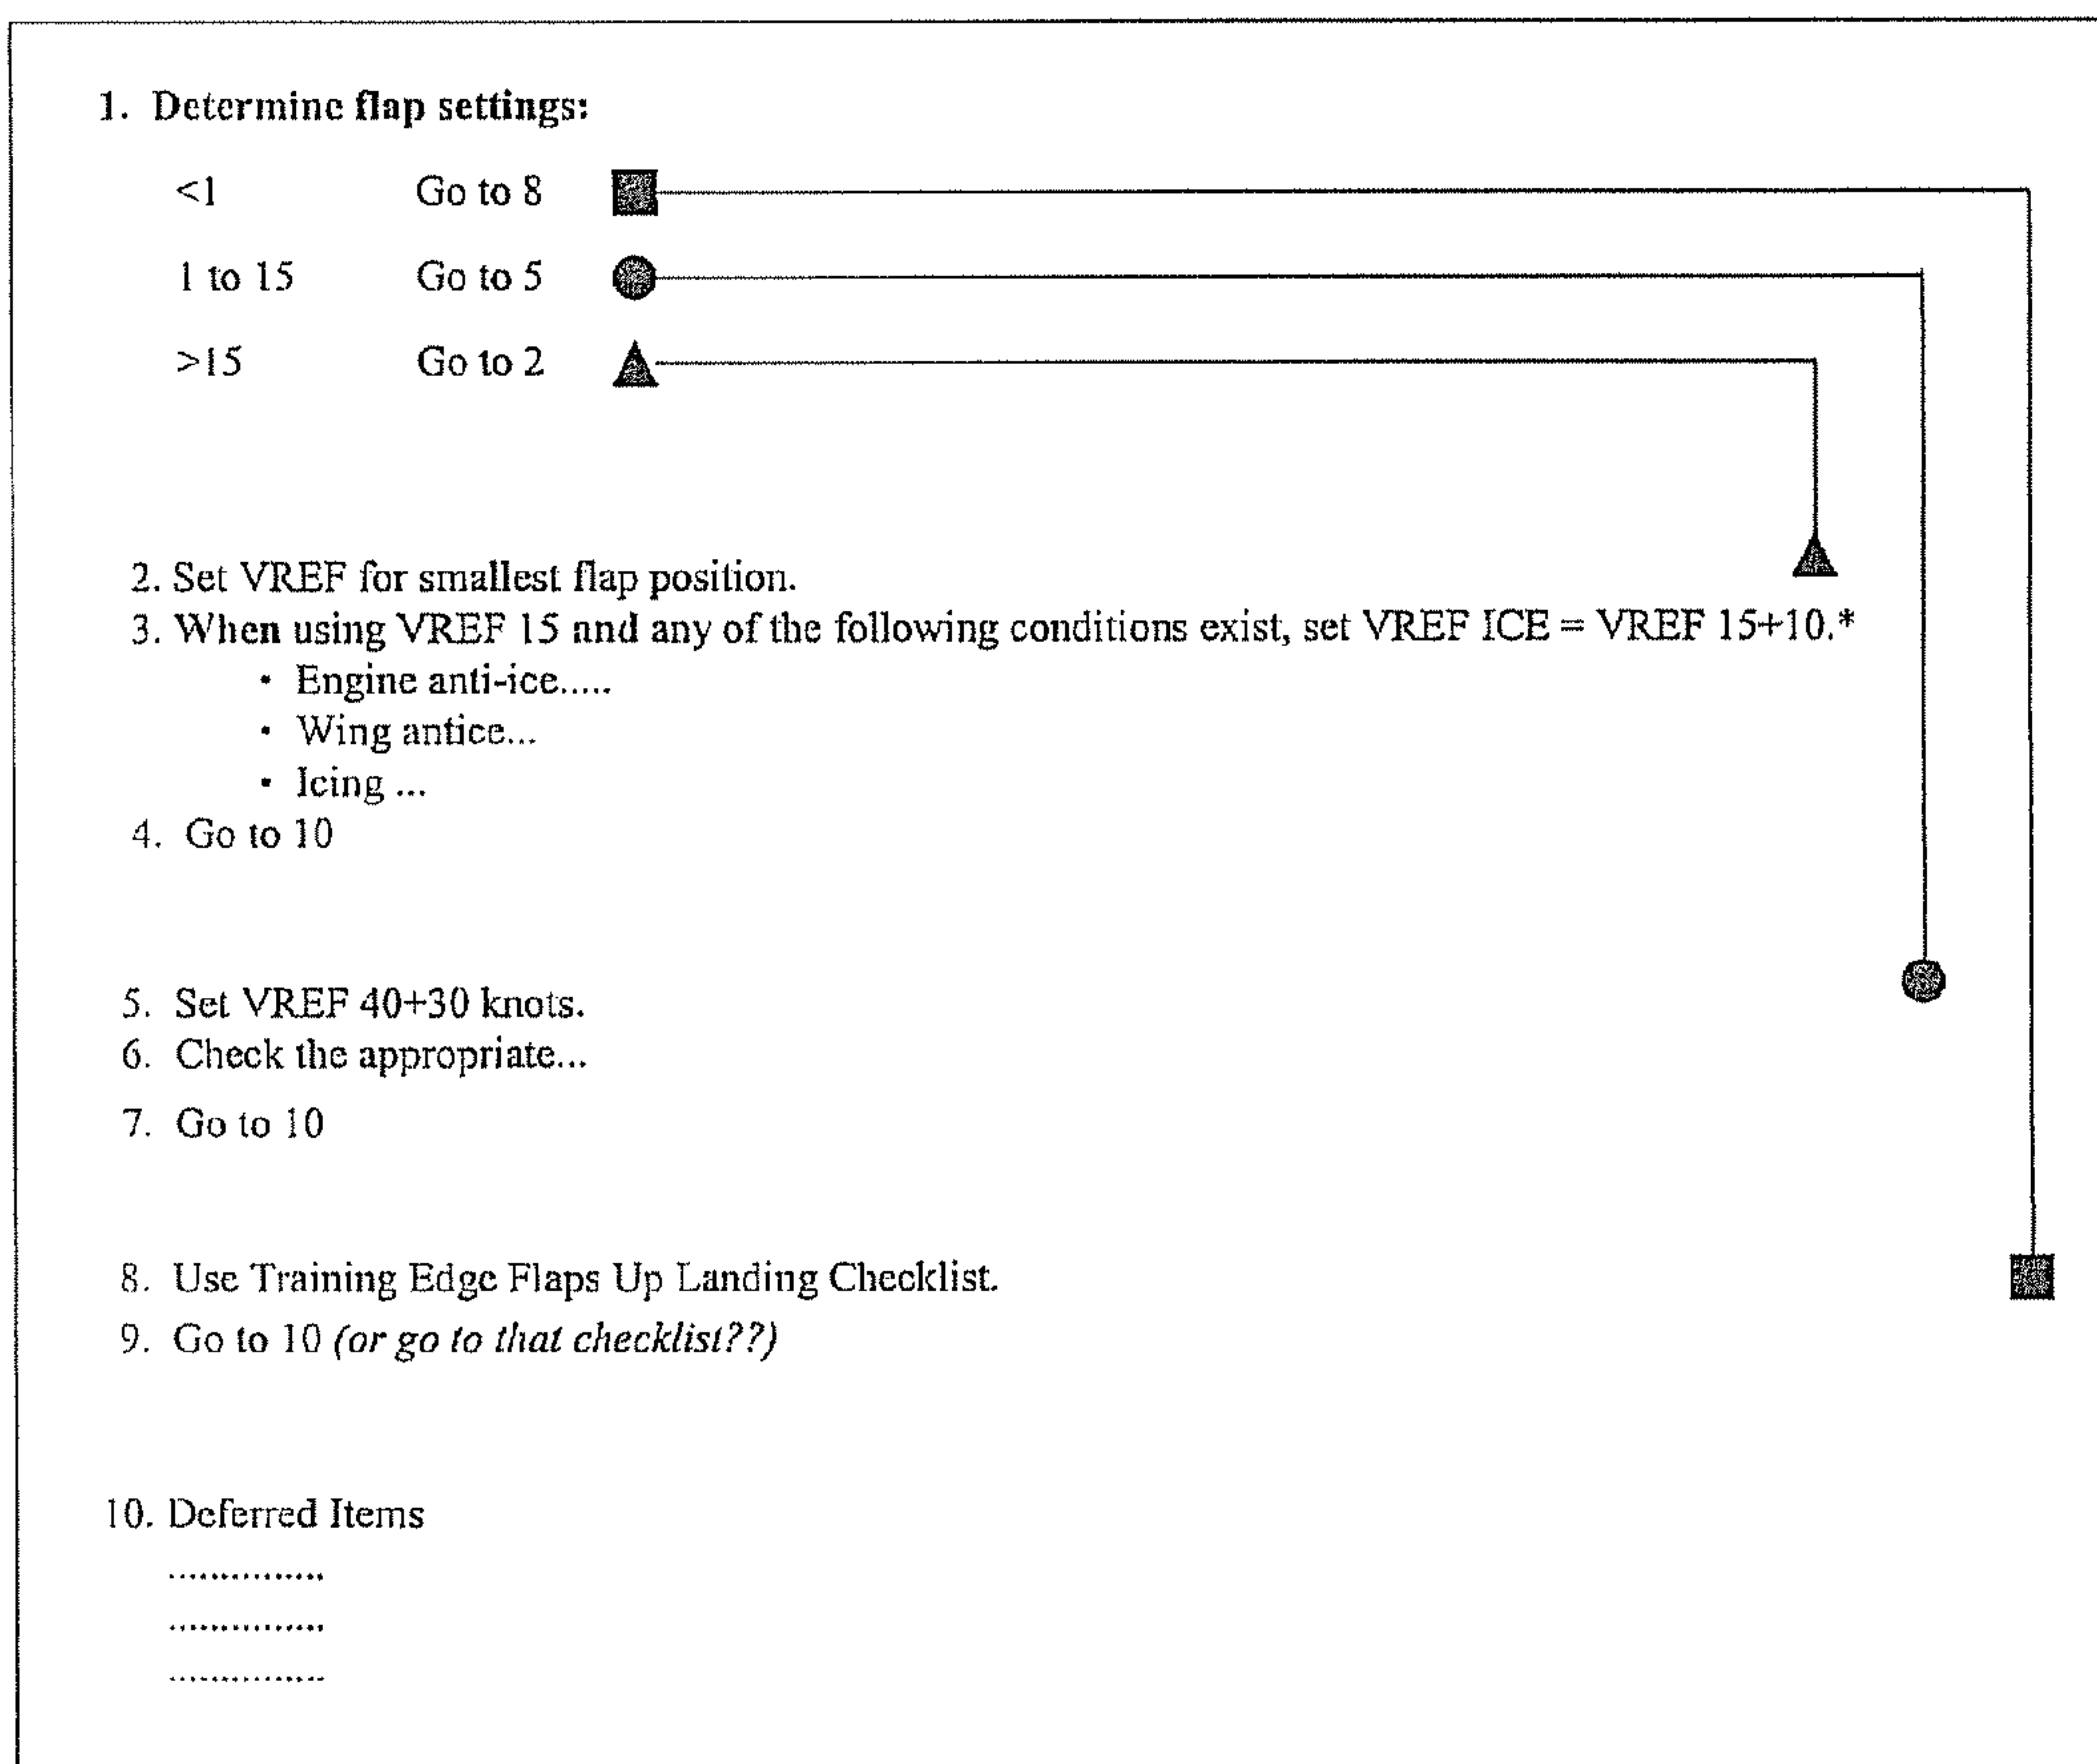 1. Determine flap settings:
<1 Go to 8
1 to 15 Go to 5
>15 Go to 2
2. Set VREF for smallest flap position.
3. When using VREF 15 and any of the following conditions exist, set VREF ICE = VREF 15+10.*
• Engine anti-ice.....
• Wing antice...
• Icing ...
4. Go to 10
5. Set VREF 40+30 knots.
6. Check the appropriate...
7. Go to 10
8. Use Training Edge Flaps Up Landing Checklist.
9. Go to 10 (or go to that checklist??)
10. Deferred Items
...............
...............
...............